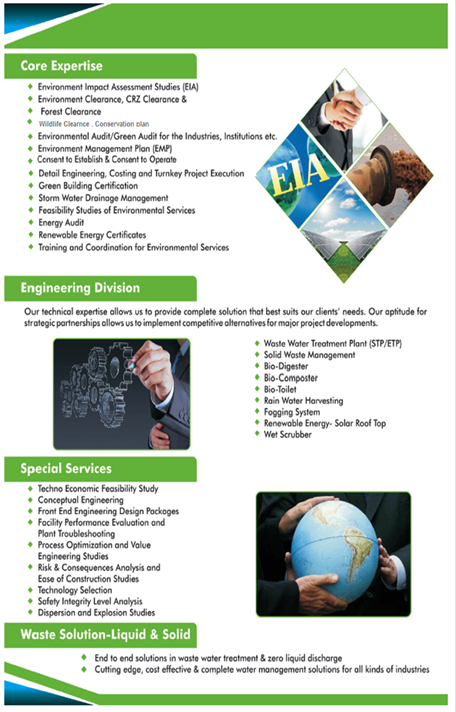 Core Expertise
Environment Impact Assessment Studies (EIA)
Environment Clearance, CRZ Clearance &
Forest Clearance
Wildlife Clearnce . Conservation plan
Environmental Audit/Green Audit for the Industries, Institutions etc.
Environment Management Plan (EMP)
Consent to Establish & Consent to Operate
Detail Engineering, Costing and Turnkey Project Execution
Green Building Certification
Storm Water Drainage Management
Feasibility Studies of Environmental Services
Energy Audit
Renewable Energy Certificates
Training and Coordination for Environmental Services
EIA
Engineering Division
Our technical expertise allows us to provide complete solution that best suits our clients' needs. Our aptitude for
strategic partnerships allows us to implement competitive alternatives for major project developments.
Waste Water Treatment Plant (STP/ETP)
Solid Waste Management
Bio-Digester
Bio-Composter
Bio-Toilet
Rain Water Harvesting
Fogging System
Renewable Energy- Solar Roof Top
Wet Scrubber
Special Services
Techno Economic Feasibility Study
Conceptual Engineering
Front End Engineering Design Packages
Facility Performance Evaluation and
Plant Troubleshooting
Process Optimization and Value
Engineering Studies
Risk & Consequences Analysis and
Ease of Construction Studies
Technology Selection
Safety Integrity Level Analysis
Dispersion and Explosion Studies
Waste Solution-Liquid & Solid
End to end solutions in waste water treatment & zero liquid discharge
Cutting edge, cost effective & complete water management solutions for all kinds of industries